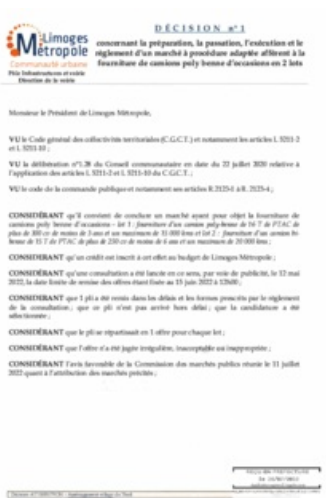 Limoges
Métropole
Communauté urbaine
Pôle Infrastructures et voirie
Direction de la voirie
DÉCISION n°1
concernant la préparation, la passation, l'exécution et le
règlement d'un marché à procédure adaptée afférent à la
fourniture de camions poly benne d'occasions en 2 lots
Monsieur le Président de Limoges Métropole,
VU le Code général des collectivités territoriales (C.G.C.T.) et notamment les articles L 5211-2
et L 5211-10 ;
VU la délibération n°1.28 du Conseil communautaire en date du 22 juillet 2020 relative à
l'application des articles L 5211-2 et L 5211-10 du C.G.C.T. ;
VU le code de la commande publique et notamment ses articles R.2123-1 à R. 2123-4 ;
CONSIDÉRANT qu'il convient de conclure un marché ayant pour objet la fourniture de
camions poly benne d'occasions - lot 1 : fourniture d'un camion poly-benne de 16 T de PTAC de
plus de 300 cv de moins de 5 ans et un maximum de 31 000 kms et lot 2 : fourniture d'un camion bi-
benne de 15 T de PTAC de plus de 250 cv de moins de 6 ans et un maximum de 20 000 kms ;
CONSIDÉRANT qu'un crédit est inscrit à cet effet au budget de Limoges Métropole ;
CONSIDÉRANT qu'une consultation a été lancée en ce sens, par voie de publicité, le 12 mai
2022, la date limite de remise des offres étant fixée au 15 juin 2022 à 12h00 ;
CONSIDÉRANT que 1 pli a été remis dans les délais et les formes prescrits par le règlement
de la consultation ; que ce pli n'est pas arrivé hors délai ; que la candidature a été
sélectionnée ;
CONSIDÉRANT que le pli se répartissait en 1 offre pour chaque lot ;
CONSIDÉRANT que l'offre n'a été jugée irrégulière, inacceptable ou inappropriée ;
CONSIDÉRANT l'avis favorable de la Commission des marchés publics réunie le 11 juillet
2022 quant à l'attribution des marchés précités ;